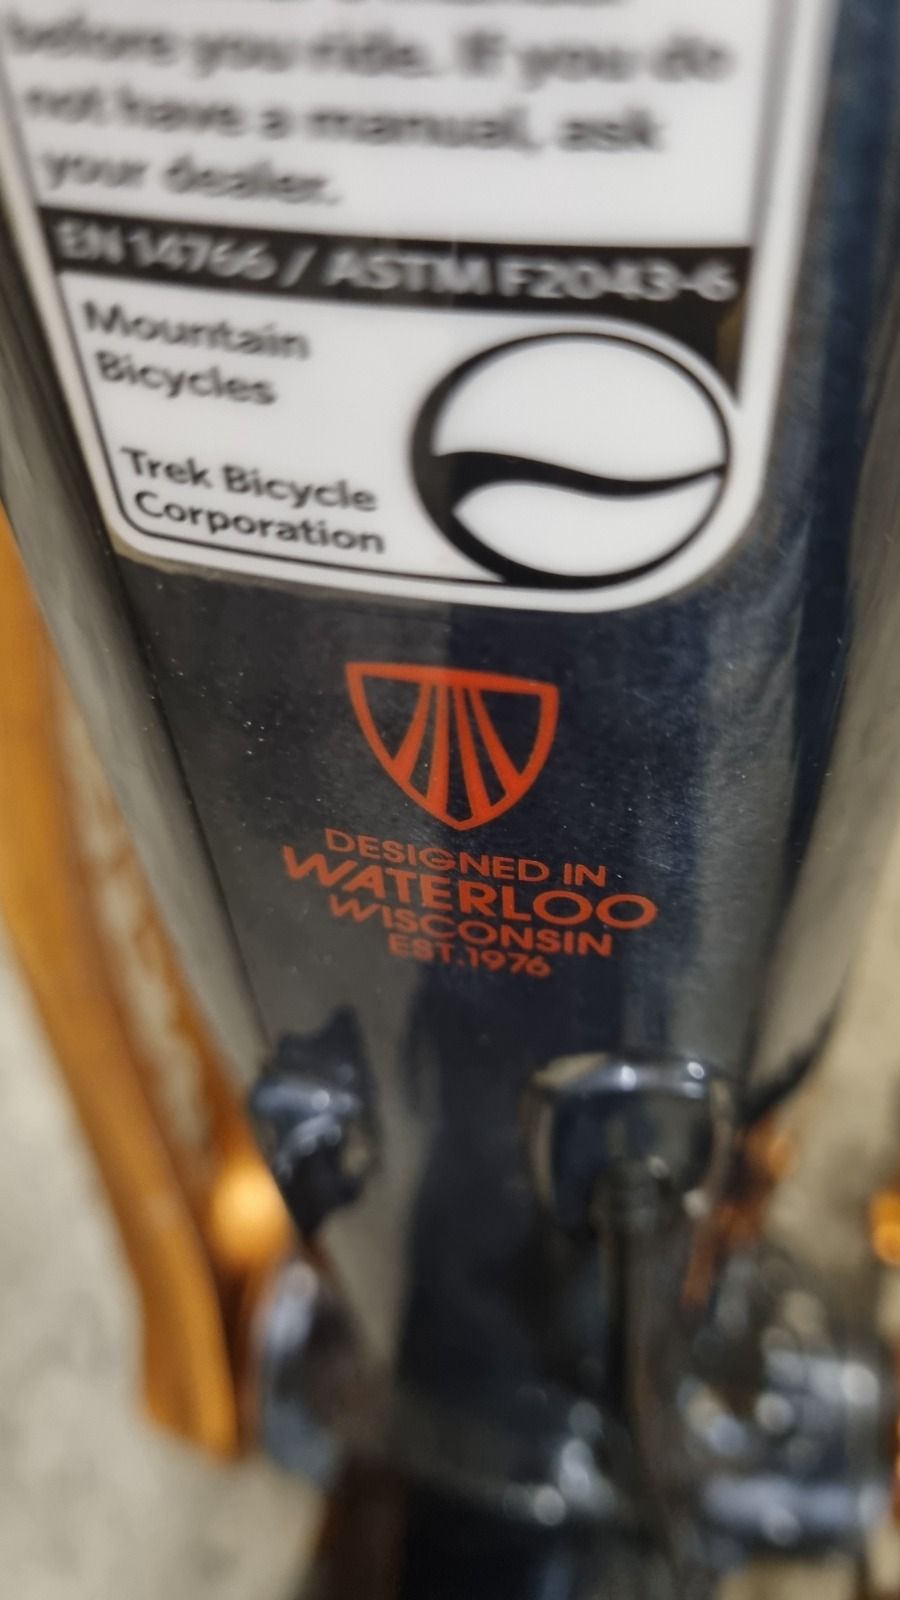 before you ride. If you do
not have a manual, ask
your dealer.
EN 14766 / ASTM F2043-6
Mountain
Bicycles
Trek Bicycle
Corporation
DESIGNED IN
WATERLOO
WISCONSIN
EST.1976